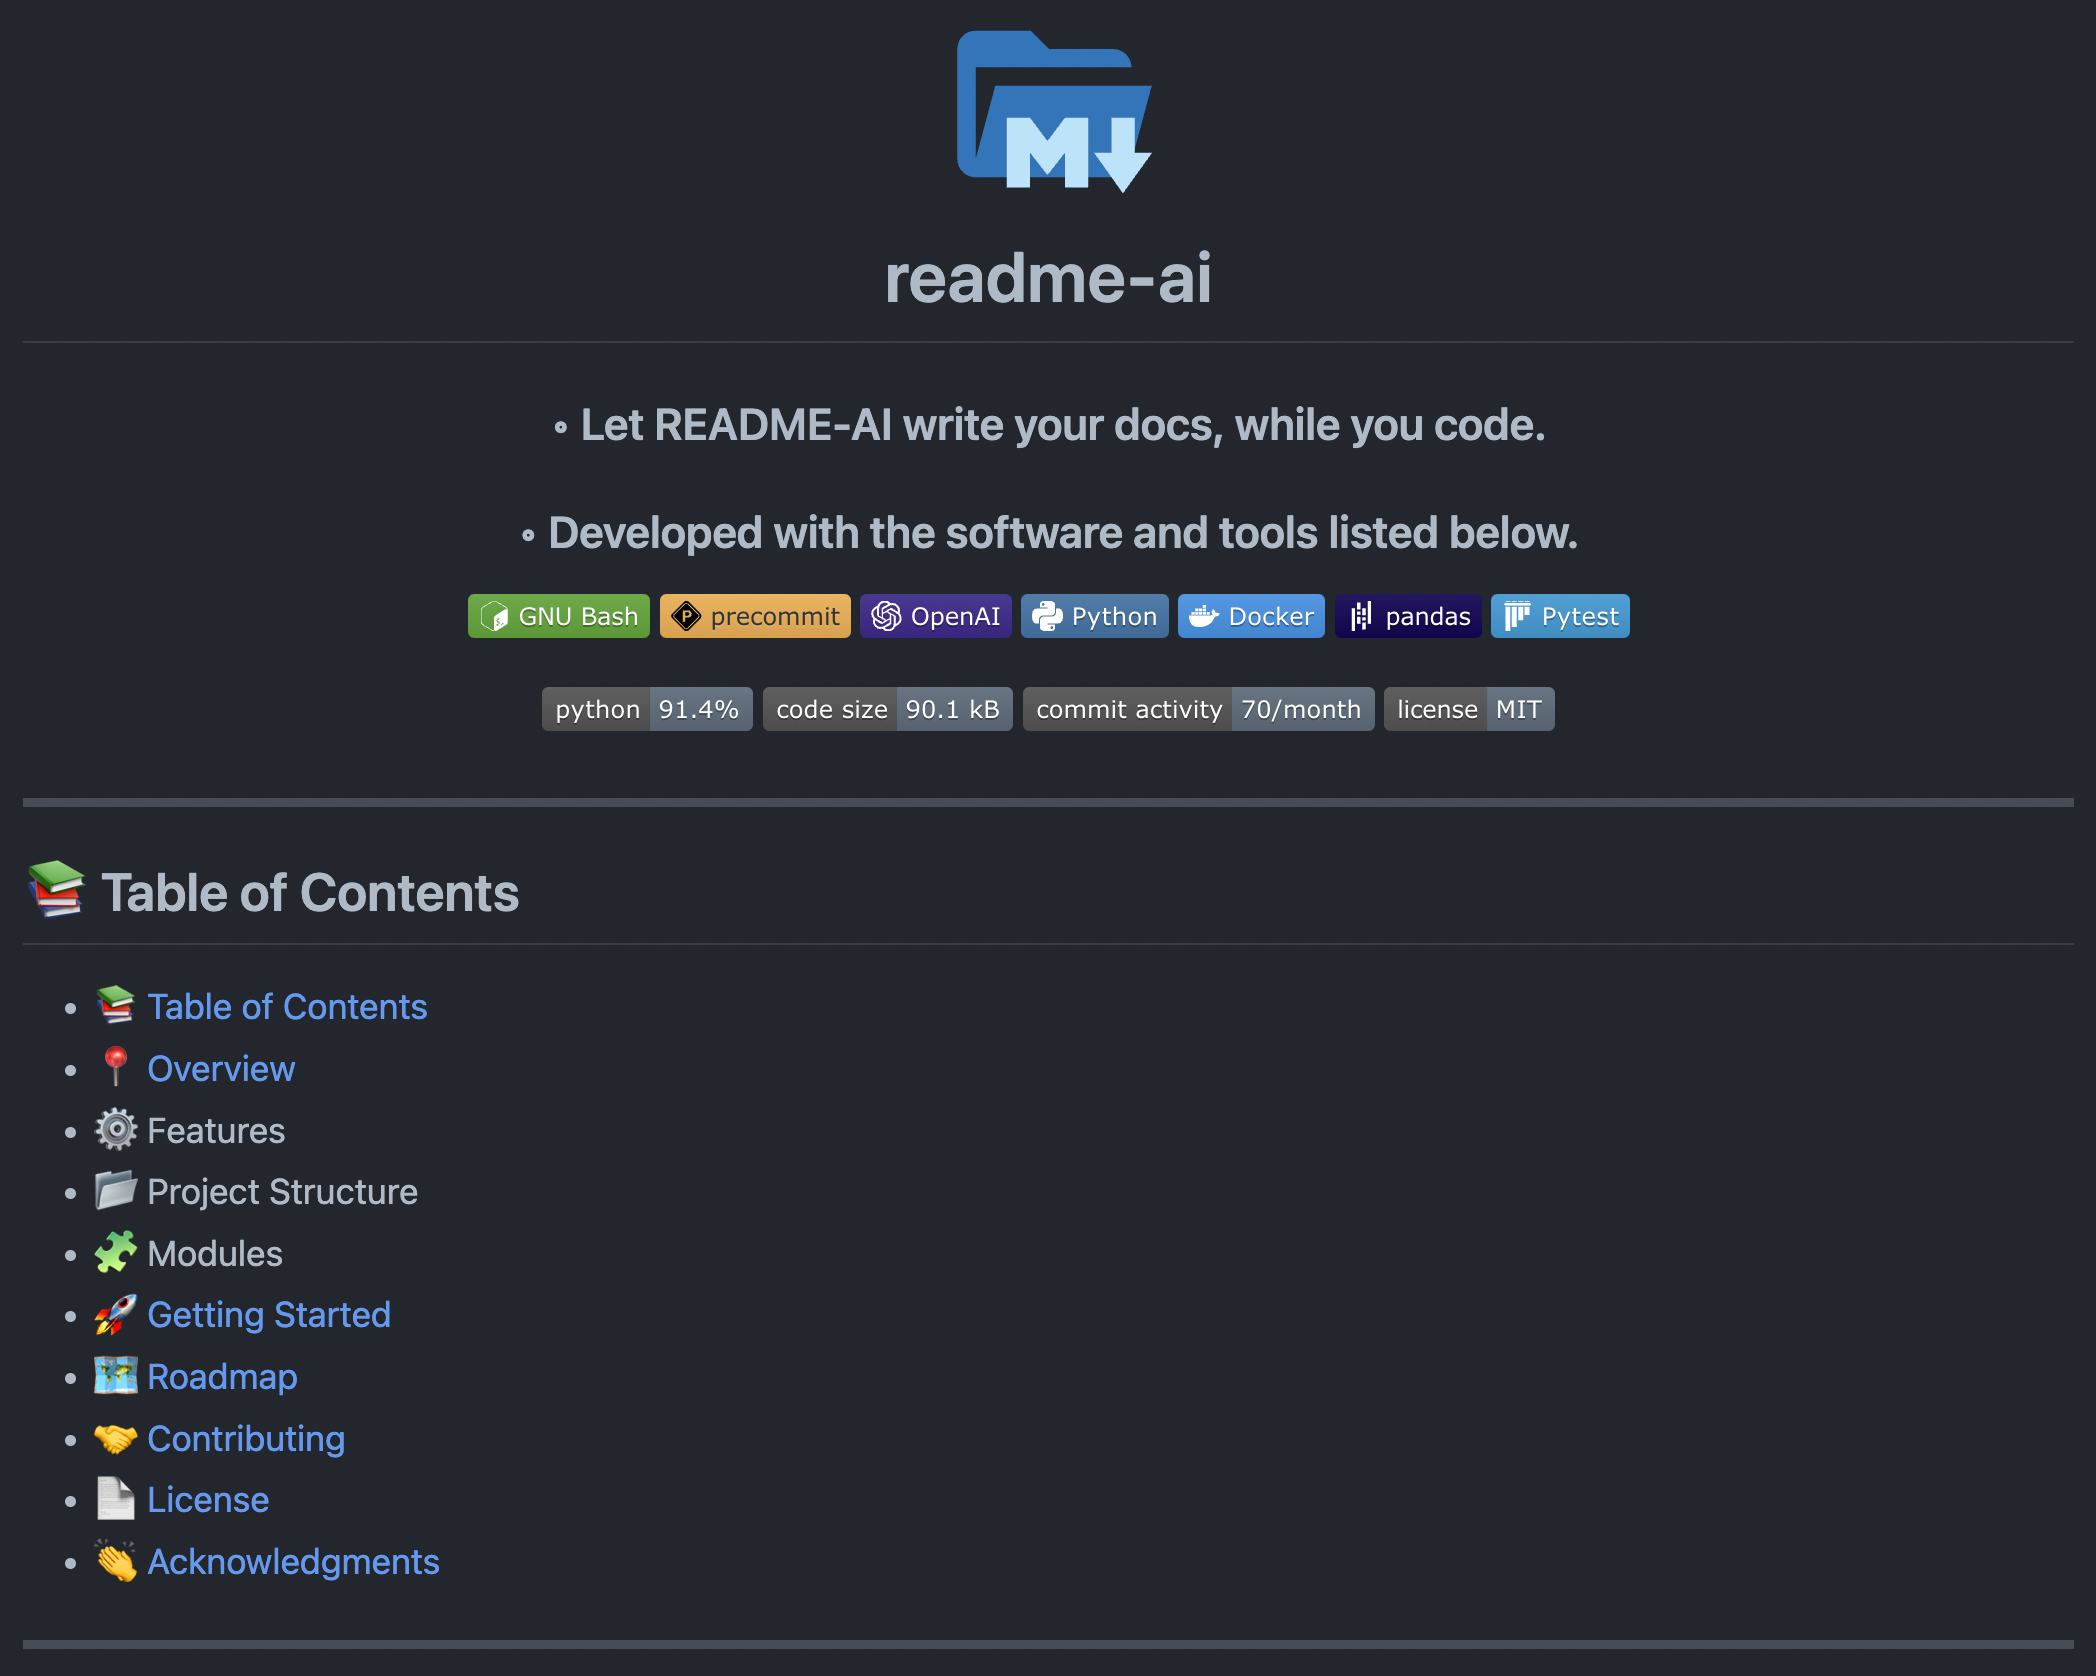 M
readme-ai
◦ Let README-AI write your docs, while you code.
◦ Developed with the software and tools listed below.
GNU Bash precommit OpenAI Python Docker pandas Pytest
python 91.4% code size 90.1 kB commit activity 70/month license MIT
📚 Table of Contents
• 📚 Table of Contents
• 📍 Overview
• ⚙️ Features
• 📂 Project Structure
• 🧩 Modules
• 🚀 Getting Started
• 🗺 Roadmap
• 🤝 Contributing
• 📄 License
• 👏 Acknowledgments